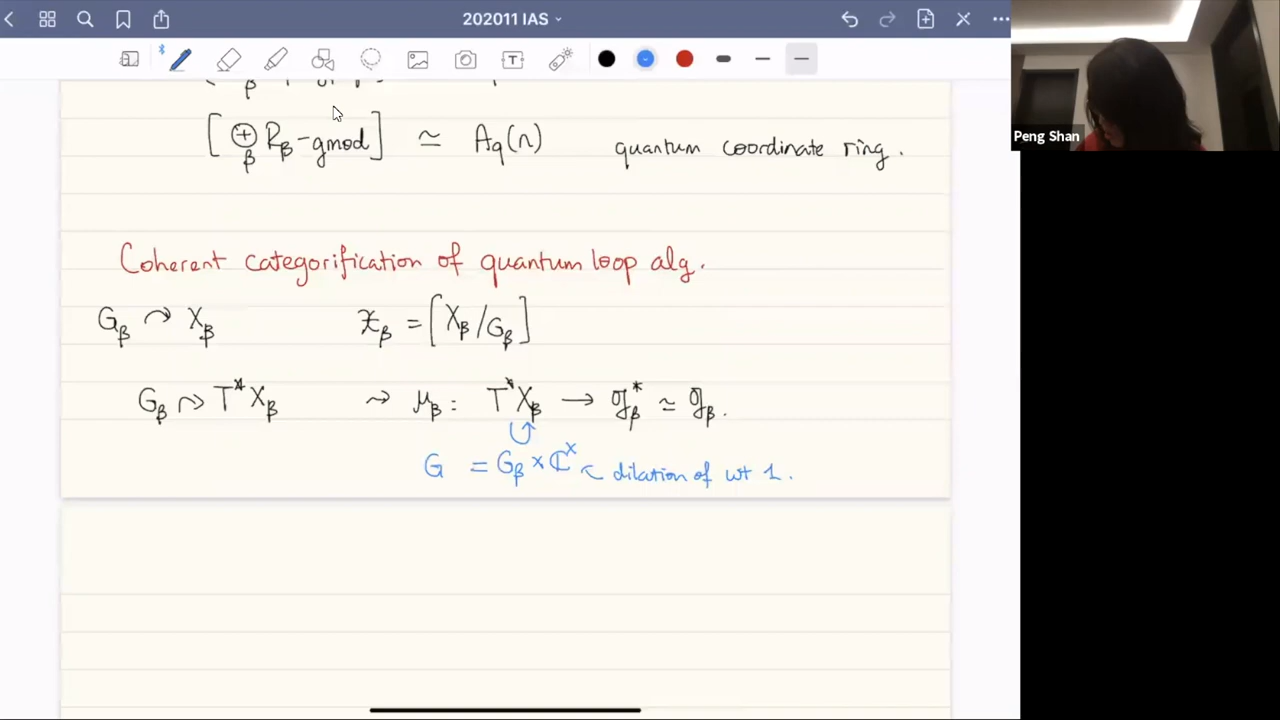 202011 IAS
Peng Shan
[⊕_β R_β -gmod] ≃ A_q(n) quantum coordinate ring.
Coherent categorification of quantum loop alg.
G_β ↷ X_β 𝒳_β = [X_β / G_β]
G_β ↷ T*X_β ⇝ μ_β : T*X_β → 𝔤_β^* ≃ 𝔤_β.
G = G_β × ℂ^× ⤹ dilation of wt 1.